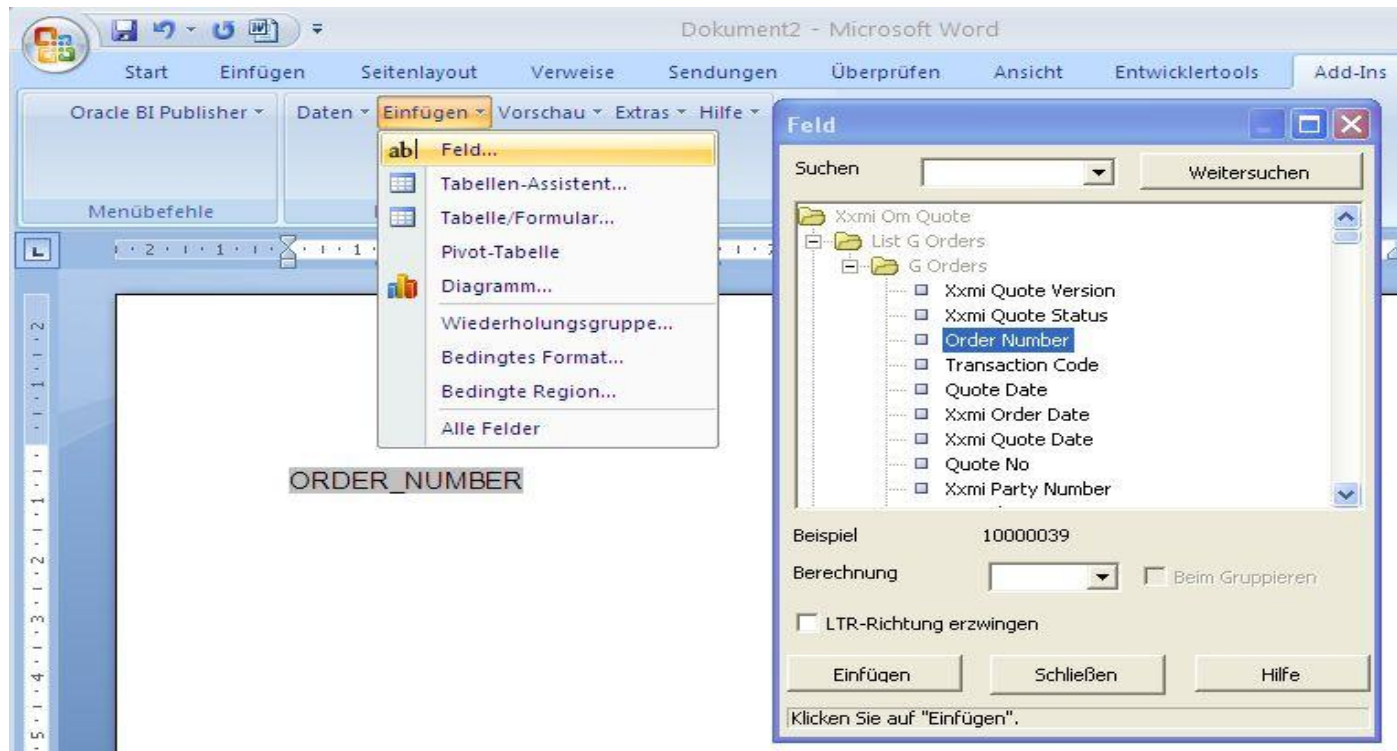 Dokument2 - Microsoft Word
Start Einfügen Seitenlayout Verweise Sendungen Überprüfen Ansicht Entwicklertools Add-Ins
Oracle BI Publisher Daten Einfügen Vorschau Extras Hilfe
Menübefehle
ab| Feld...
Tabellen-Assistent...
Tabelle/Formular...
Pivot-Tabelle
Diagramm...
Wiederholungsgruppe...
Bedingtes Format...
Bedingte Region...
Alle Felder
ORDER_NUMBER
Feld
Suchen Weitersuchen
Xxmi Om Quote
List G Orders
G Orders
Xxmi Quote Version
Xxmi Quote Status
Order Number
Transaction Code
Quote Date
Xxmi Order Date
Xxmi Quote Date
Quote No
Xxmi Party Number
Beispiel 10000039
Berechnung Beim Gruppieren
LTR-Richtung erzwingen
Einfügen Schließen Hilfe
Klicken Sie auf "Einfügen".